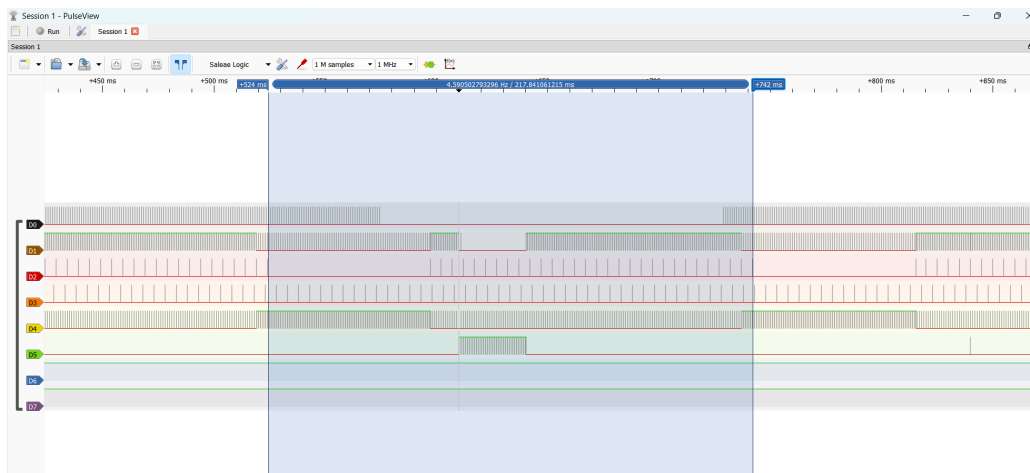 Session 1 - PulseView
Run Session 1
Session 1
Saleae Logic 1 M samples 1 MHz
+450 ms +500 ms +800 ms +850 ms
+524 ms 4.590502793296 Hz / 217.841061215 ms +742 ms
D0
D1
D2
D3
D4
D5
D6
D7